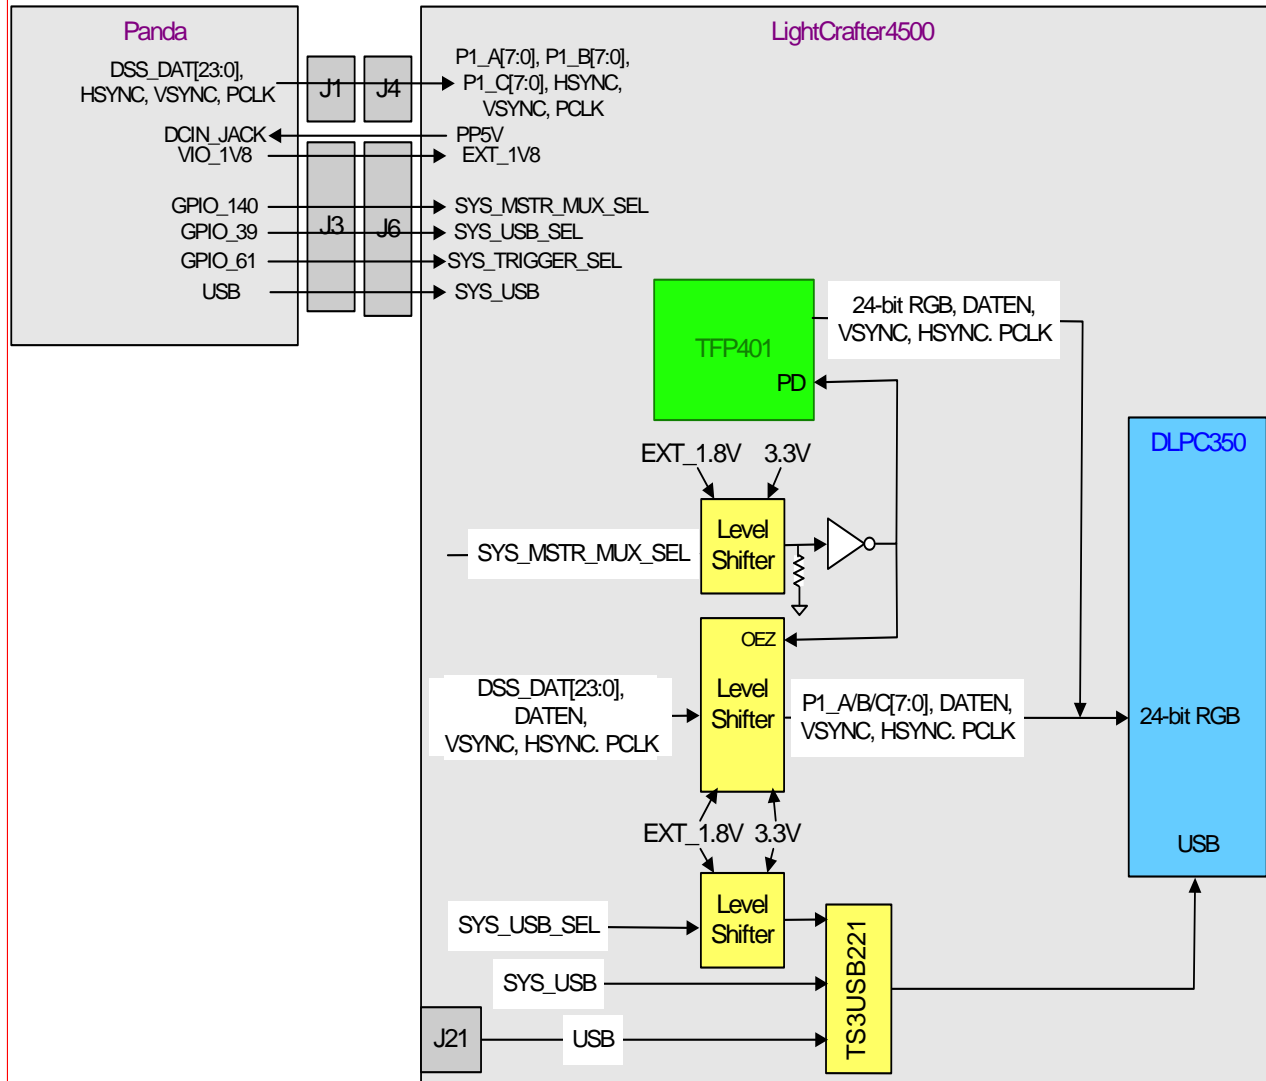 Panda
LightCrafter4500
DSS_DAT[23:0],
HSYNC, VSYNC, PCLK
J1
J4
P1_A[7:0], P1_B[7:0],
P1_C[7:0], HSYNC,
VSYNC, PCLK
DCIN_JACK
PP5V
VIO_1V8
EXT_1V8
GPIO_140
SYS_MSTR_MUX_SEL
GPIO_39
J3
J6
SYS_USB_SEL
GPIO_61
SYS_TRIGGER_SEL
USB
SYS_USB
TFP401
PD
24-bit RGB, DATEN,
VSYNC, HSYNC. PCLK
DLPC350
EXT_1.8V
3.3V
SYS_MSTR_MUX_SEL
Level
Shifter
OEZ
DSS_DAT[23:0],
DATEN,
VSYNC, HSYNC. PCLK
Level
Shifter
P1_A/B/C[7:0], DATEN,
VSYNC, HSYNC. PCLK
24-bit RGB
EXT_1.8V
3.3V
USB
SYS_USB_SEL
Level
Shifter
SYS_USB
TS3USB221
J21
USB